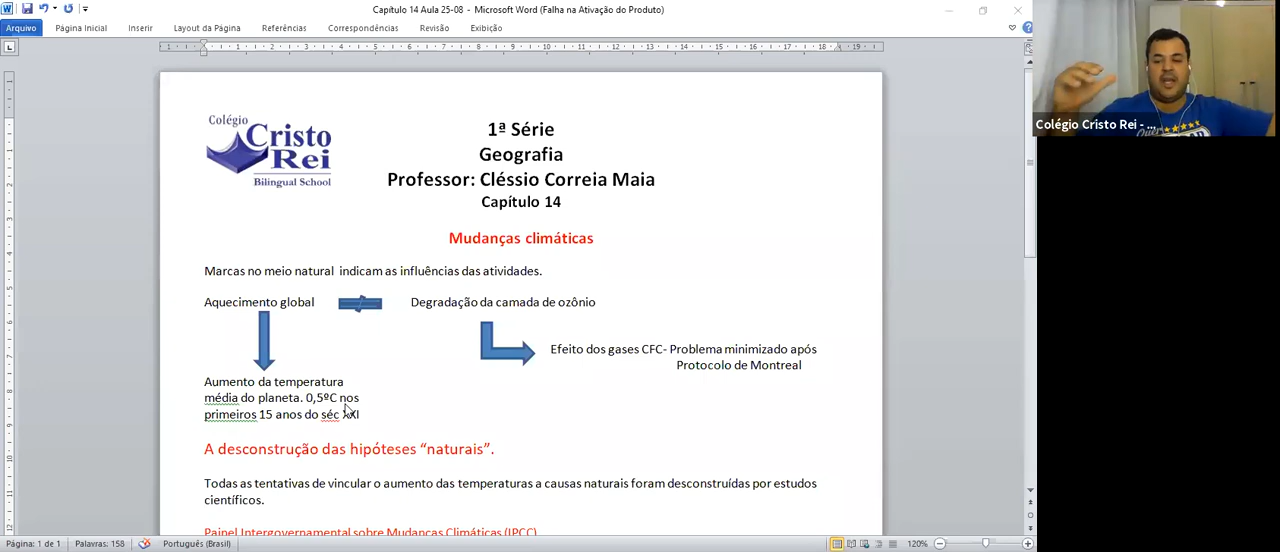 Capítulo 14 Aula 25-08 - Microsoft Word (Falha na Ativação do Produto)
Arquivo Página Inicial Inserir Layout da Página Referências Correspondências Revisão Exibição
Colégio
Cristo
Rei
Bilingual School
1ª Série
Geografia
Professor: Cléssio Correia Maia
Capítulo 14
Mudanças climáticas
Marcas no meio natural indicam as influências das atividades.
Aquecimento global Degradação da camada de ozônio
Efeito dos gases CFC- Problema minimizado após
Protocolo de Montreal
Aumento da temperatura
média do planeta. 0,5ºC nos
primeiros 15 anos do séc XXI
A desconstrução das hipóteses “naturais”.
Todas as tentativas de vincular o aumento das temperaturas a causas naturais foram desconstruídas por estudos
científicos.
Painel Intergovernamental sobre Mudanças Climáticas (IPCC)
Página: 1 de 1 Palavras: 158 Português (Brasil) 120%
Colégio Cristo Rei - ...